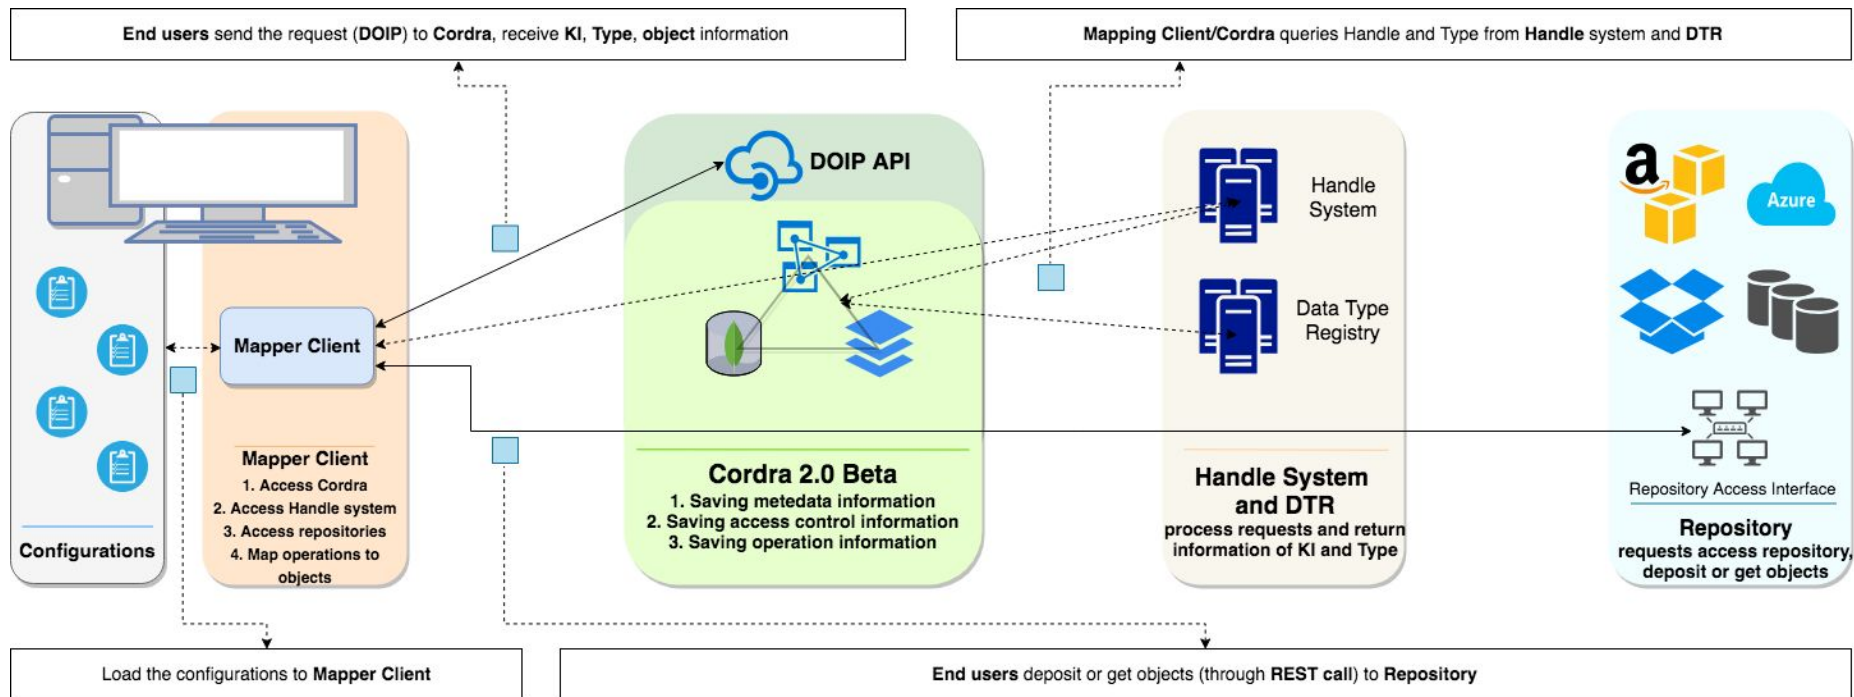 End users send the request (DOIP) to Cordra, receive KI, Type, object information
Mapping Client/Cordra queries Handle and Type from Handle system and DTR
DOIP API
Handle
System
a
Azure
Mapper Client
Data Type
Registry
Configurations
Mapper Client
1. Access Cordra
2. Access Handle system
3. Access repositories
4. Map operations to
objects
Cordra 2.0 Beta
1. Saving metedata information
2. Saving access control information
3. Saving operation information
Handle System
and DTR
process requests and return
information of KI and Type
Repository Access Interface
Repository
requests access repository,
deposit or get objects
Load the configurations to Mapper Client
End users deposit or get objects (through REST call) to Repository